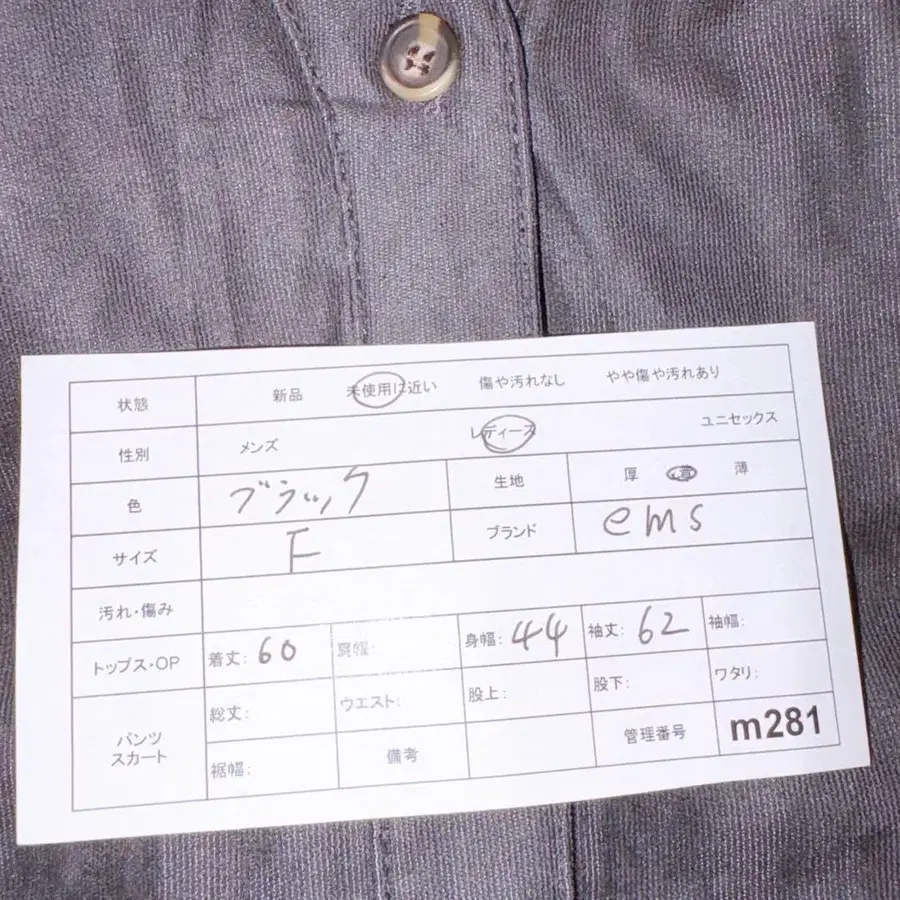 状態 新品 未使用に近い 傷や汚れなし やや傷や汚れあり
性別 メンズ レディース ユニセックス
色 ブラック 生地 厚 普 薄
サイズ F ブランド ems
汚れ・傷み
トップス・OP 着丈: 60 肩幅: 身幅: 44 袖丈: 62 袖幅:
パンツ スカート 総丈: ウエスト: 股上: 股下: ワタリ:
裾幅: 備考 管理番号 m281